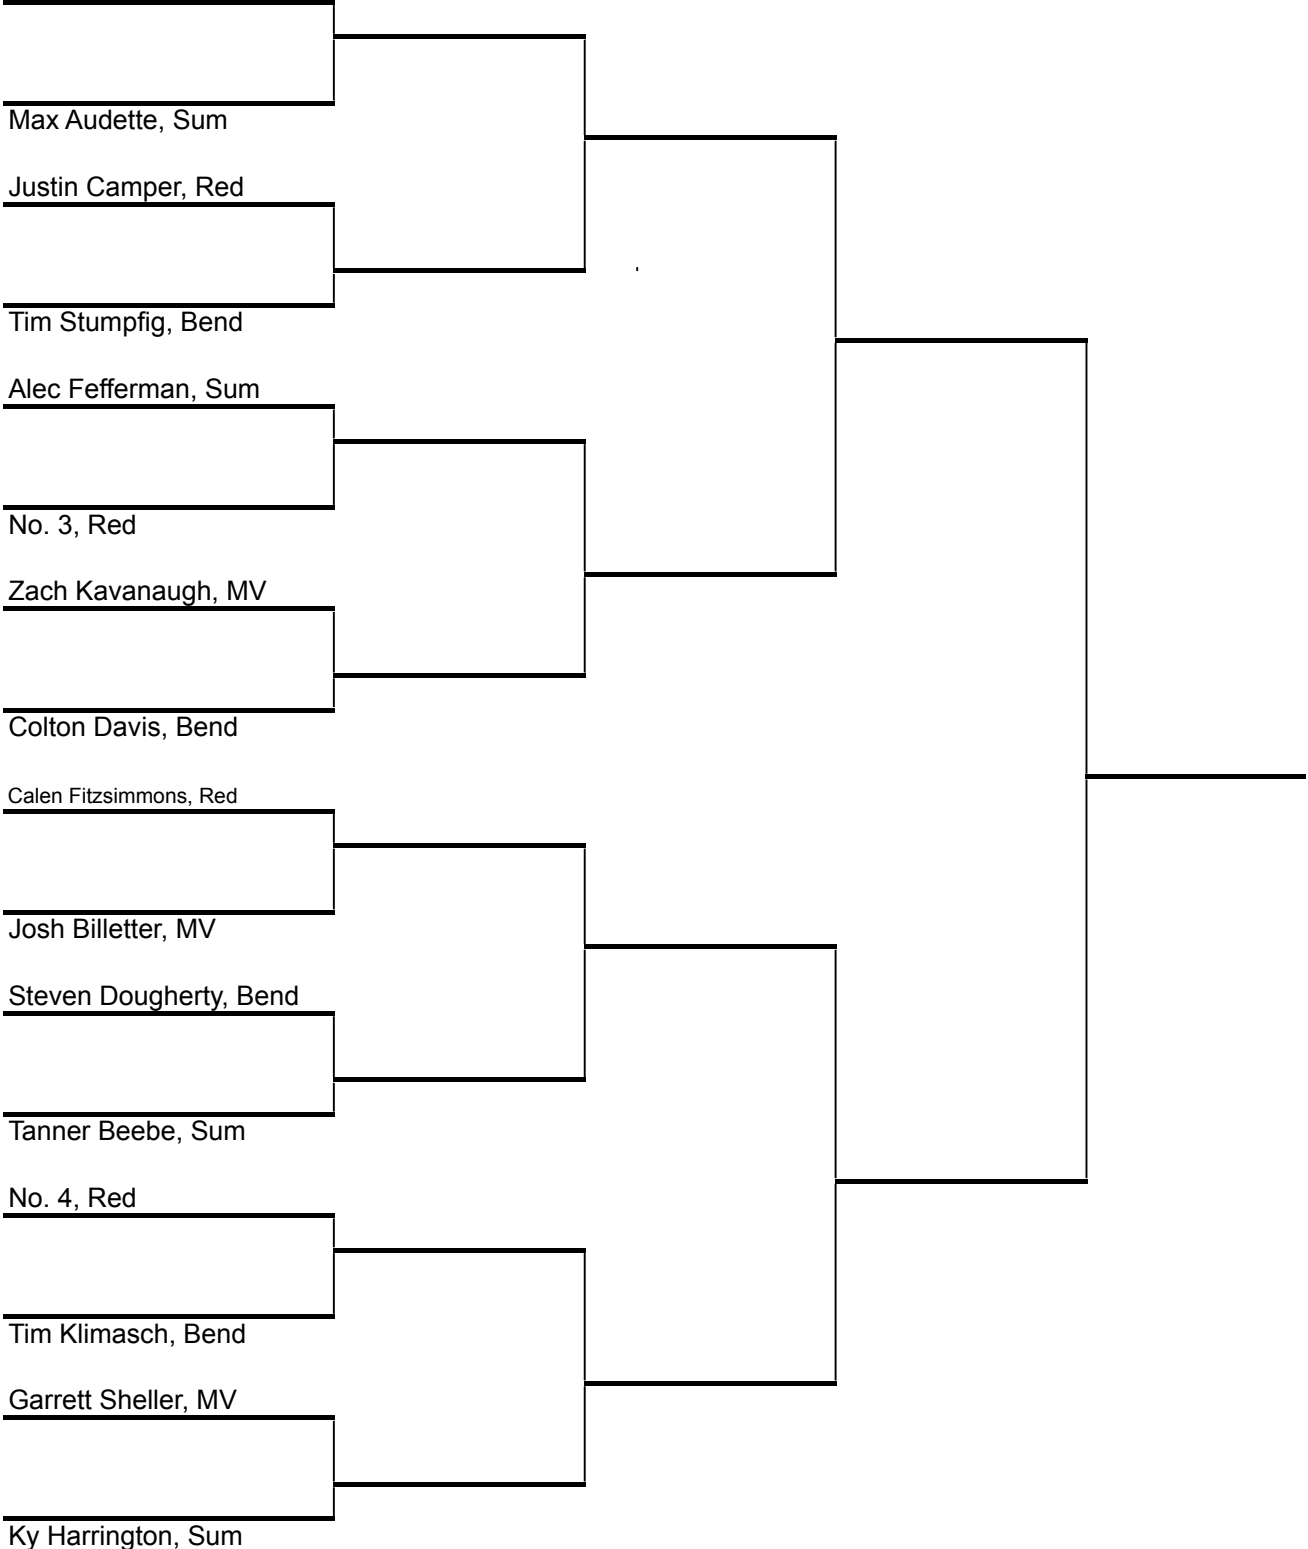 Max Audette, Sum
Justin Camper, Red
Tim Stumpfig, Bend
Alec Fefferman, Sum
No. 3, Red
Zach Kavanaugh, MV
Colton Davis, Bend
Calen Fitzsimmons, Red
Josh Billetter, MV
Steven Dougherty, Bend
Tanner Beebe, Sum
No. 4, Red
Tim Klimasch, Bend
Garrett Sheller, MV
Ky Harrington, Sum